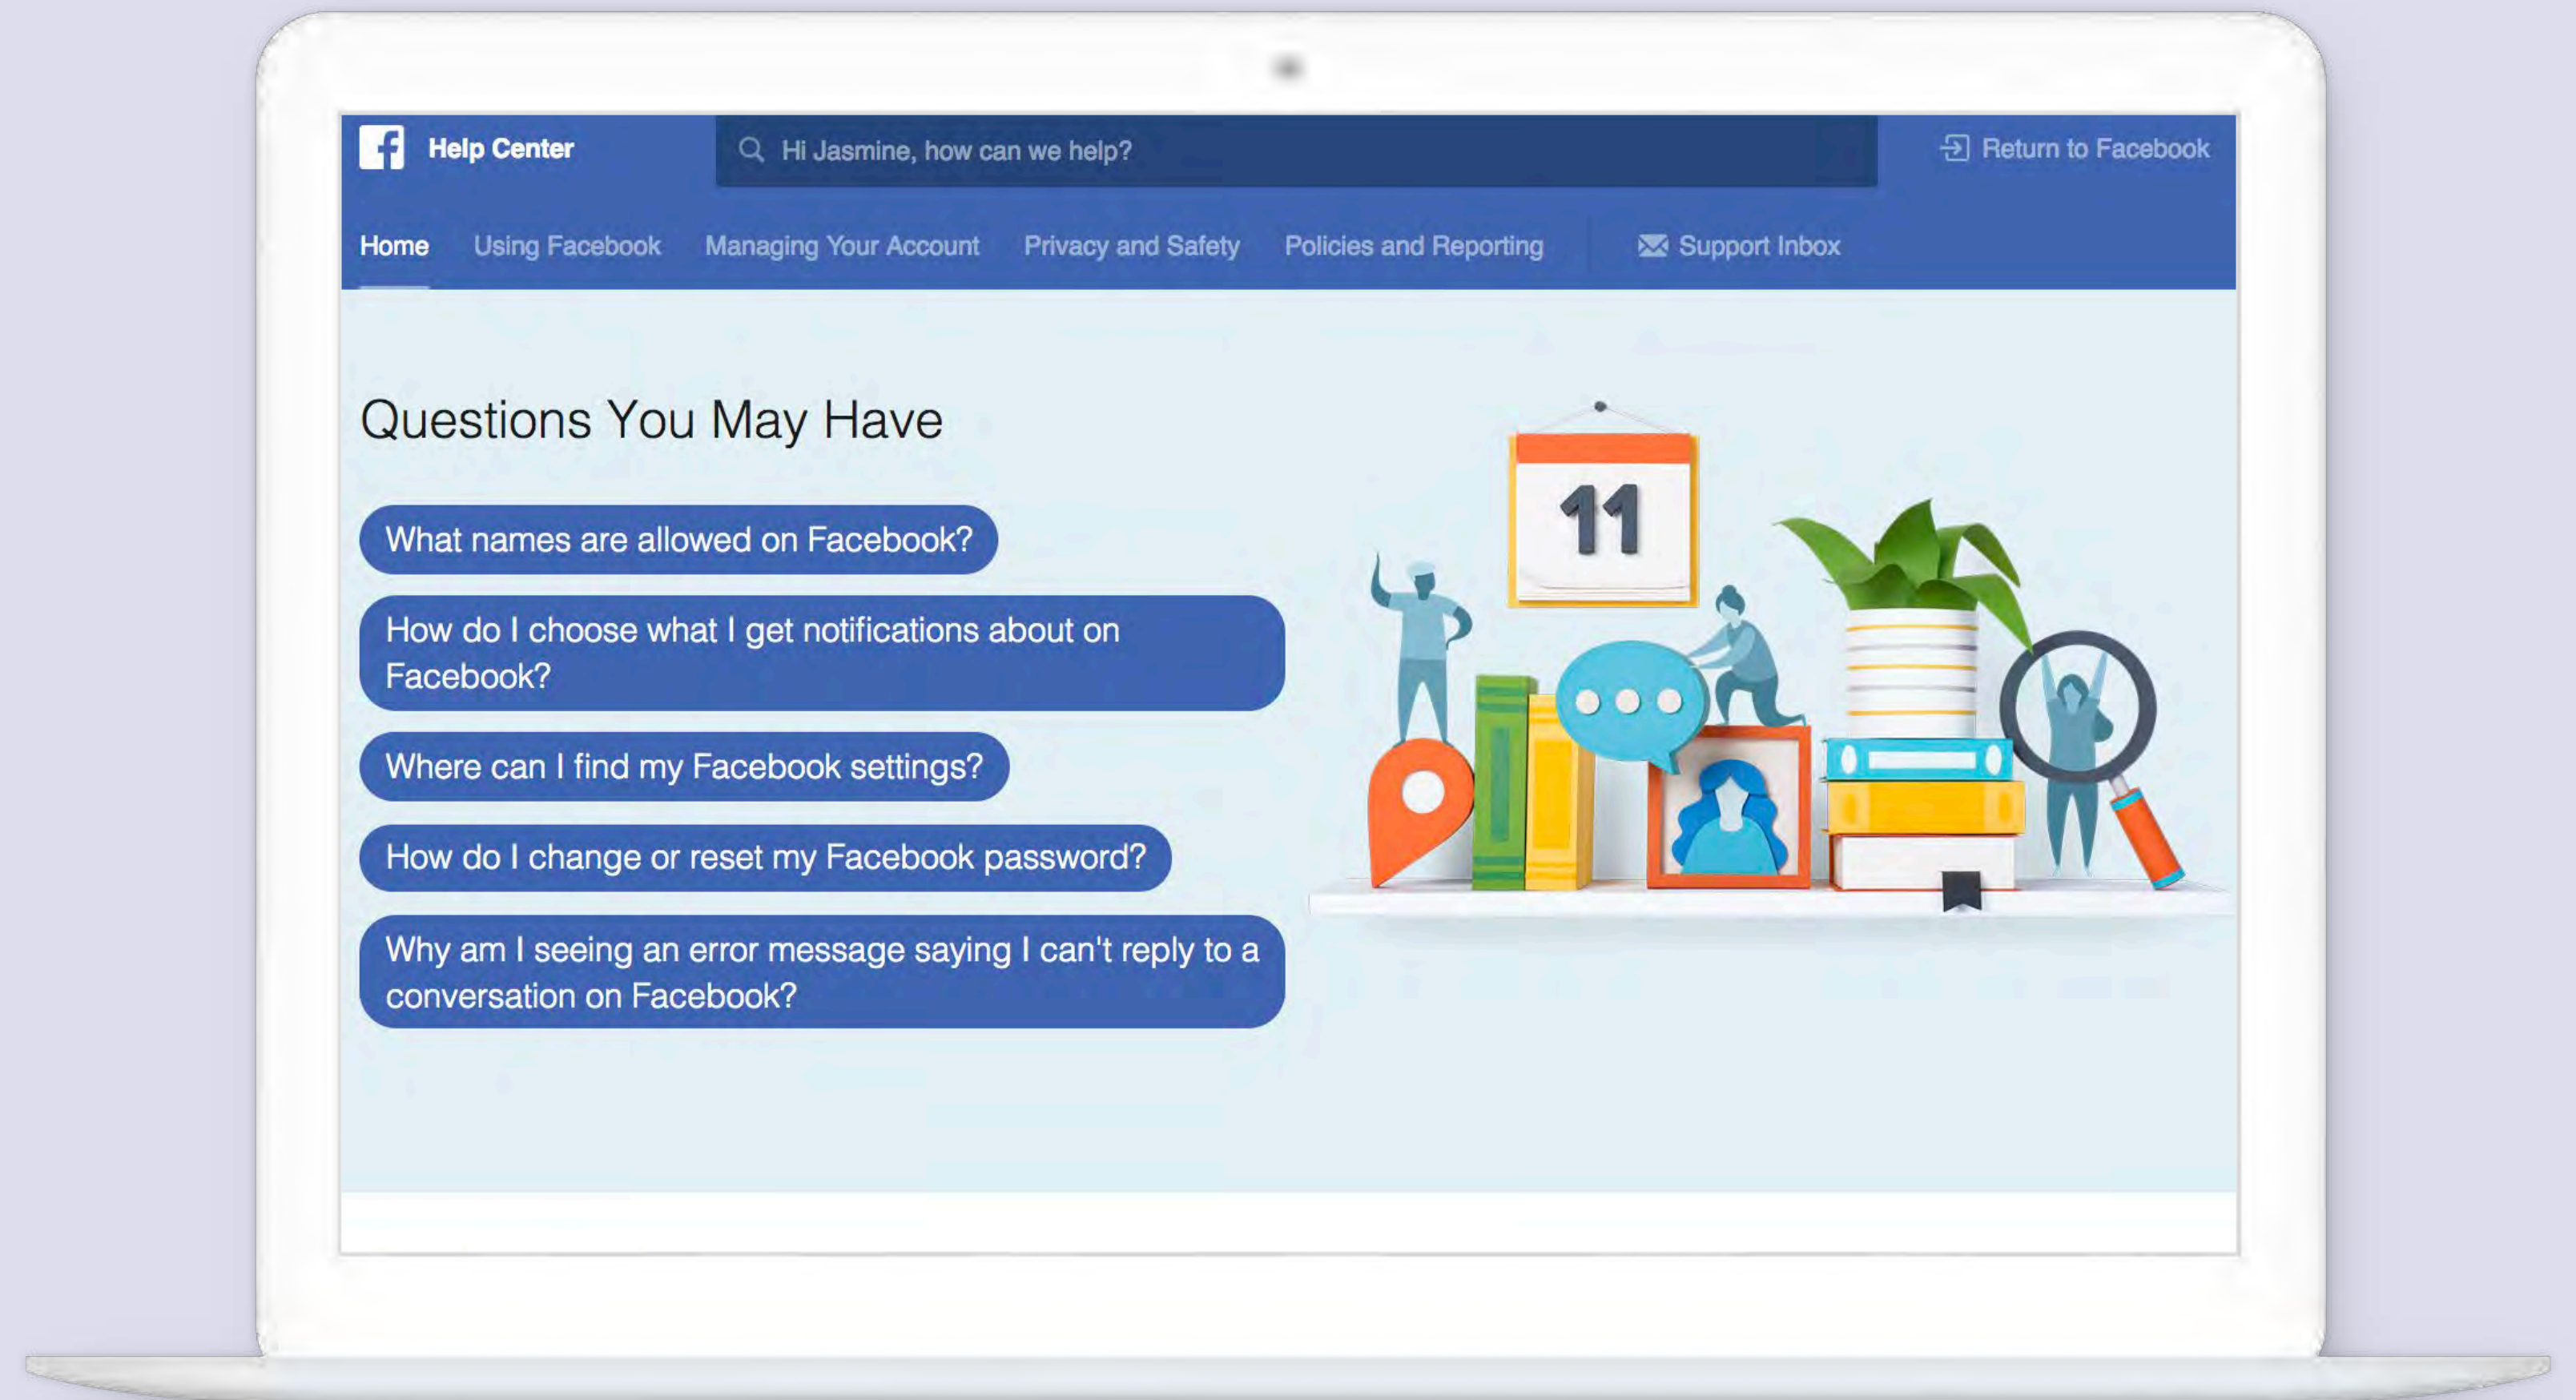 Help Center
Hi Jasmine, how can we help?
Return to Facebook
Home
Using Facebook
Managing Your Account
Privacy and Safety
Policies and Reporting
Support Inbox
Questions You May Have
What names are allowed on Facebook?
How do I choose what I get notifications about on
Facebook?
Where can I find my Facebook settings?
How do I change or reset my Facebook password?
Why am I seeing an error message saying I can't reply to a
conversation on Facebook?
11